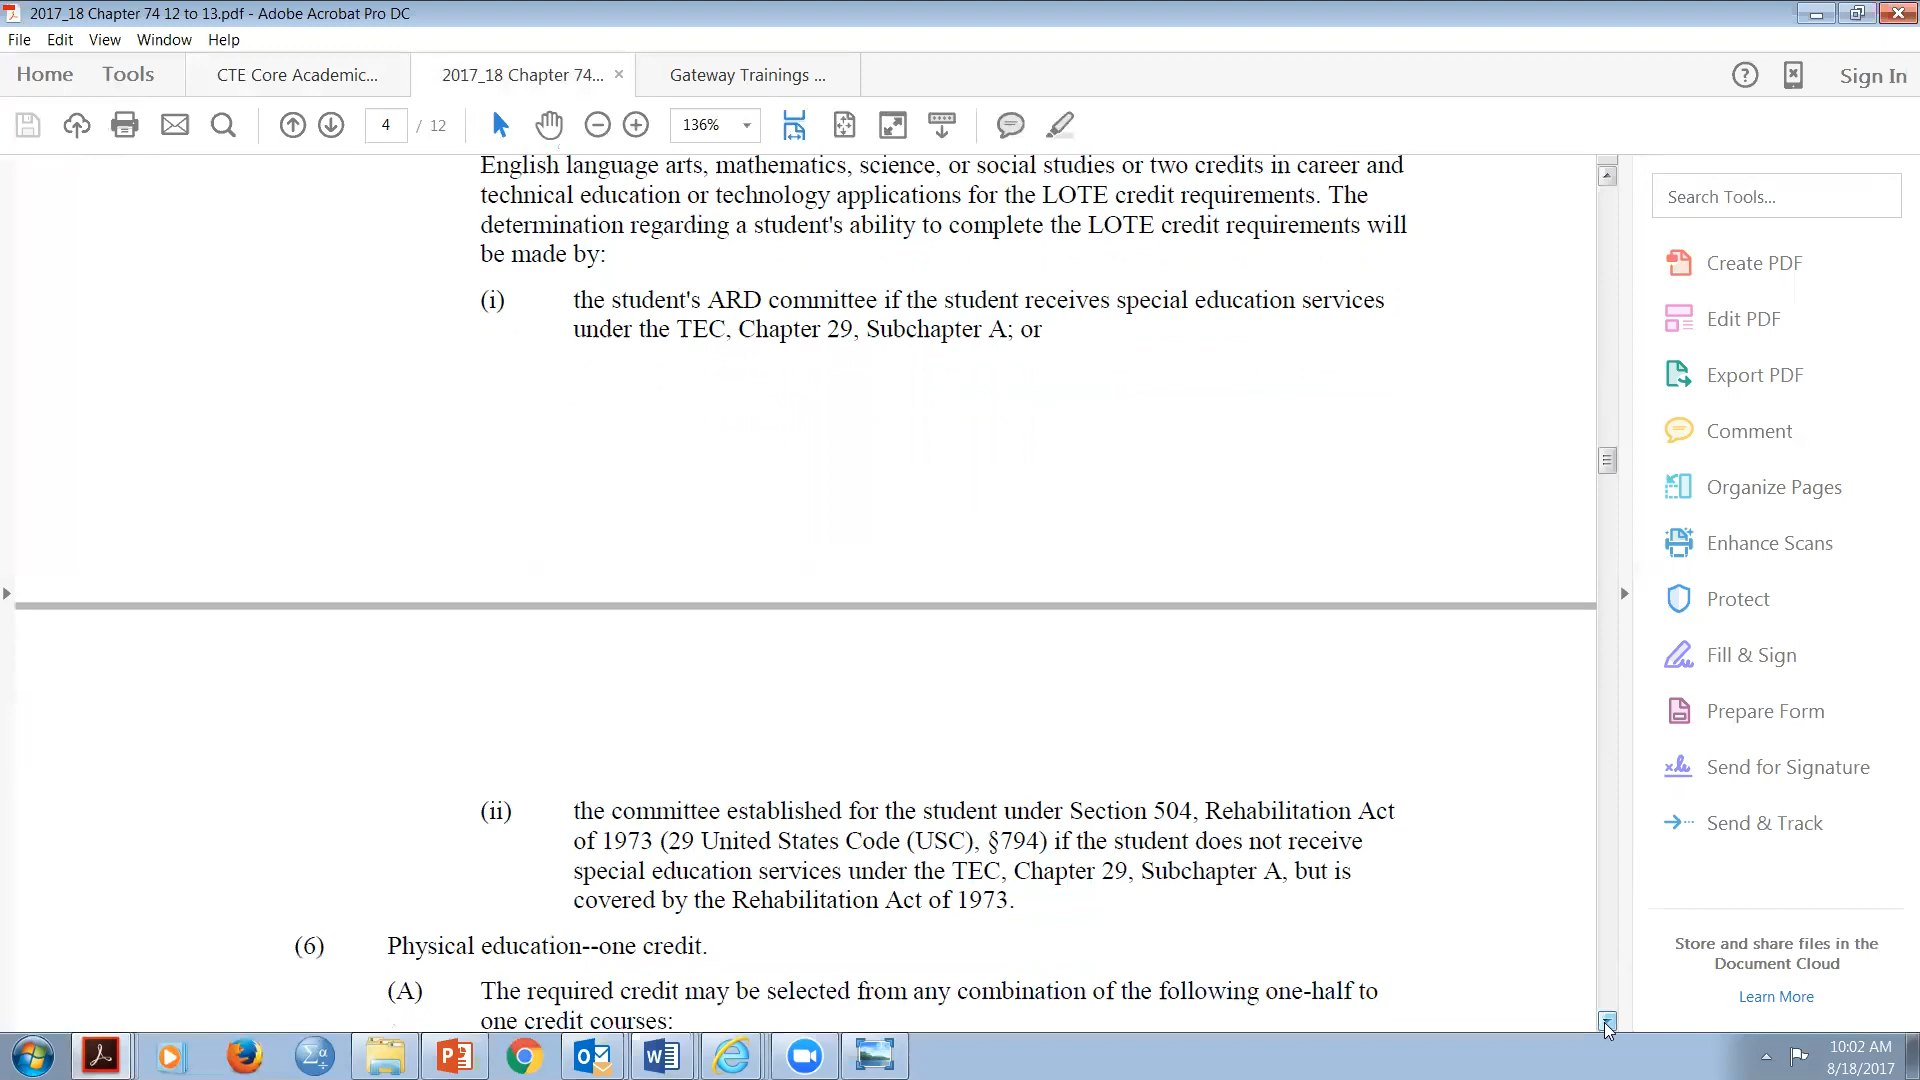 2017_18 Chapter 74 12 to 13.pdf - Adobe Acrobat Pro DC
File Edit View Window Help
Home Tools CTE Core Academic... 2017_18 Chapter 74... × Gateway Trainings ... Sign In
4 / 12 136%
English language arts, mathematics, science, or social studies or two credits in career and
technical education or technology applications for the LOTE credit requirements. The
determination regarding a student's ability to complete the LOTE credit requirements will
be made by:
(i) the student's ARD committee if the student receives special education services
under the TEC, Chapter 29, Subchapter A; or
(ii) the committee established for the student under Section 504, Rehabilitation Act
of 1973 (29 United States Code (USC), §794) if the student does not receive
special education services under the TEC, Chapter 29, Subchapter A, but is
covered by the Rehabilitation Act of 1973.
(6) Physical education--one credit.
(A) The required credit may be selected from any combination of the following one-half to
one credit courses:
Search Tools...
Create PDF
Edit PDF
Export PDF
Comment
Organize Pages
Enhance Scans
Protect
Fill & Sign
Prepare Form
Send for Signature
Send & Track
Store and share files in the
Document Cloud
Learn More
10:02 AM
8/18/2017